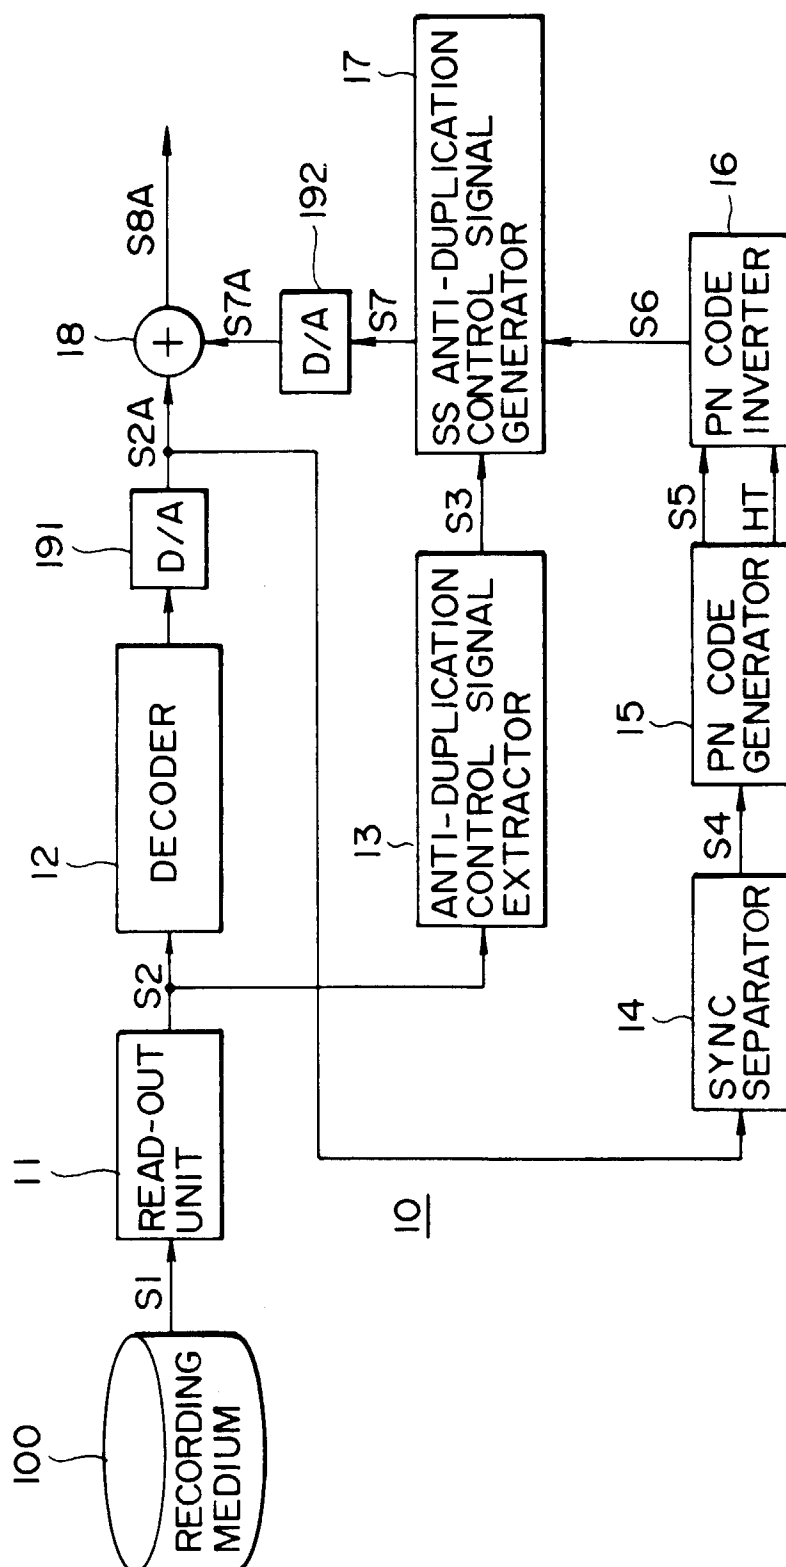 100
RECORDING
MEDIUM
S1
11
READ-OUT
UNIT
S2
12
DECODER
191
D/A
S2A
18
+
S8A
S7A
192
D/A
S7
13
ANTI-DUPLICATION
CONTROL SIGNAL
EXTRACTOR
S3
17
SS ANTI-DUPLICATION
CONTROL SIGNAL
GENERATOR
10
14
SYNC
SEPARATOR
S4
15
PN CODE
GENERATOR
S5
HT
16
PN CODE
INVERTER
S6